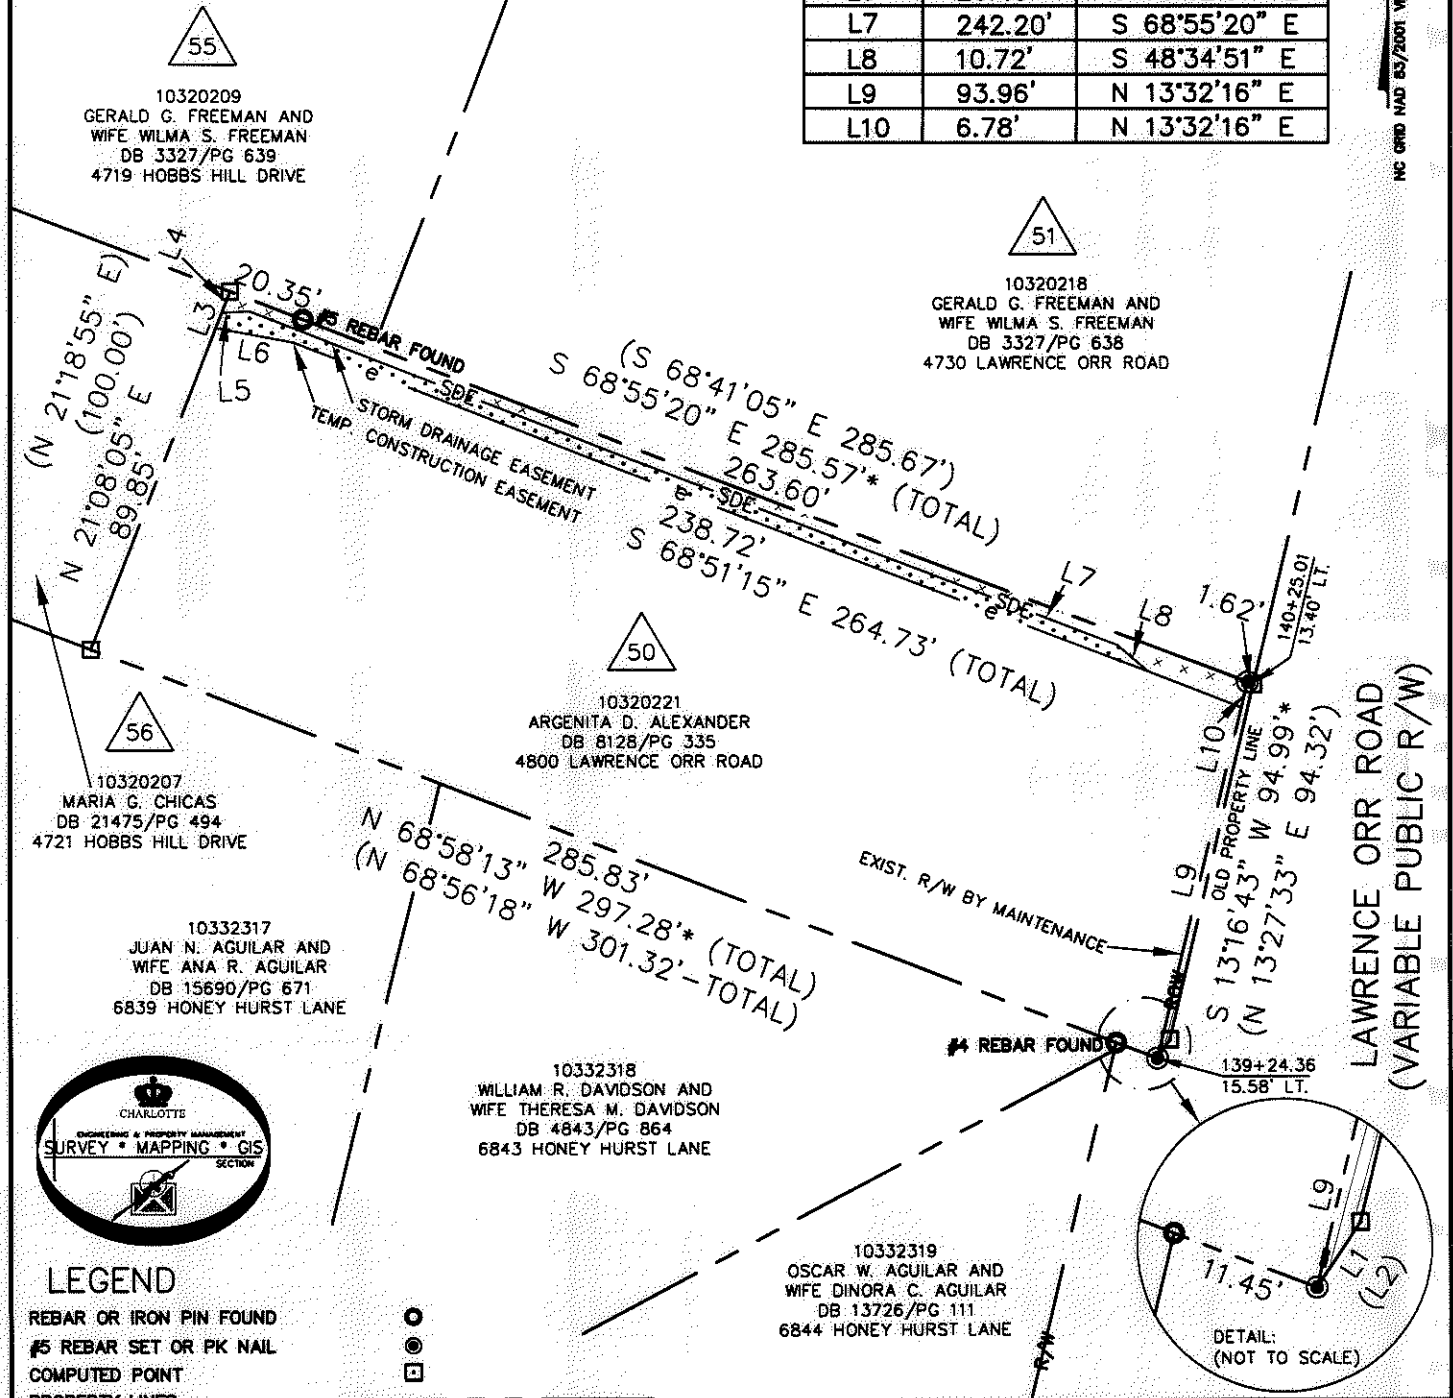 L7 242.20' S 68°55'20" E
L8 10.72' S 48°34'51" E
L9 93.96' N 13°32'16" E
L10 6.78' N 13°32'16" E
NC GRID NAD 83/2001
55
10320209
GERALD G. FREEMAN AND
WIFE WILMA S. FREEMAN
DB 3327/PG 639
4719 HOBBS HILL DRIVE
51
10320218
GERALD G. FREEMAN AND
WIFE WILMA S. FREEMAN
DB 3327/PG 638
4730 LAWRENCE ORR ROAD
L4
20.35'
#5 REBAR FOUND
L3
L6
L5
e
SDE
STORM DRAINAGE EASEMENT
TEMP. CONSTRUCTION EASEMENT
(N 21°18'55" E)
(100.00')
N 21°08'05" E
89.85'
(S 68°41'05" E 285.67')
S 68°55'20" E 285.57'* (TOTAL)
263.60'
e
SDE
238.72'
S 68°51'15" E 264.73' (TOTAL)
SDE
e
L7
L8
1.62'
140+25.01
13.40' LT.
50
10320221
ARGENITA D. ALEXANDER
DB 8128/PG 335
4800 LAWRENCE ORR ROAD
56
10320207
MARIA G. CHICAS
DB 21475/PG 494
4721 HOBBS HILL DRIVE
285.83'
N 68°58'13" W 297.28'* (TOTAL)
(N 68°56'18" W 301.32'-TOTAL)
L10
L9
OLD PROPERTY LINE
S 13°16'43" W 94.99'*
(N 13°27'33" E 94.32')
LAWRENCE ORR ROAD
(VARIABLE PUBLIC R/W)
EXIST. R/W BY MAINTENANCE
ROW
10332317
JUAN N. AGUILAR AND
WIFE ANA R. AGUILAR
DB 15690/PG 671
6839 HONEY HURST LANE
#4 REBAR FOUND
139+24.36
15.58' LT.
10332318
WILLIAM R. DAVIDSON AND
WIFE THERESA M. DAVIDSON
DB 4843/PG 864
6843 HONEY HURST LANE
CHARLOTTE
ENGINEERING & PROPERTY MANAGEMENT
SURVEY * MAPPING * GIS
SECTION
10332319
OSCAR W. AGUILAR AND
WIFE DINORA C. AGUILAR
DB 13726/PG 111
6844 HONEY HURST LANE
R/W
L9
L1
(L2)
11.45'
DETAIL:
(NOT TO SCALE)
LEGEND
REBAR OR IRON PIN FOUND
#5 REBAR SET OR PK NAIL
COMPUTED POINT